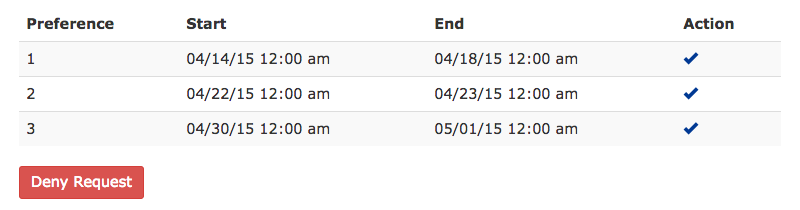 Preference Start End Action
1 04/14/15 12:00 am 04/18/15 12:00 am
2 04/22/15 12:00 am 04/23/15 12:00 am
3 04/30/15 12:00 am 05/01/15 12:00 am
Deny Request